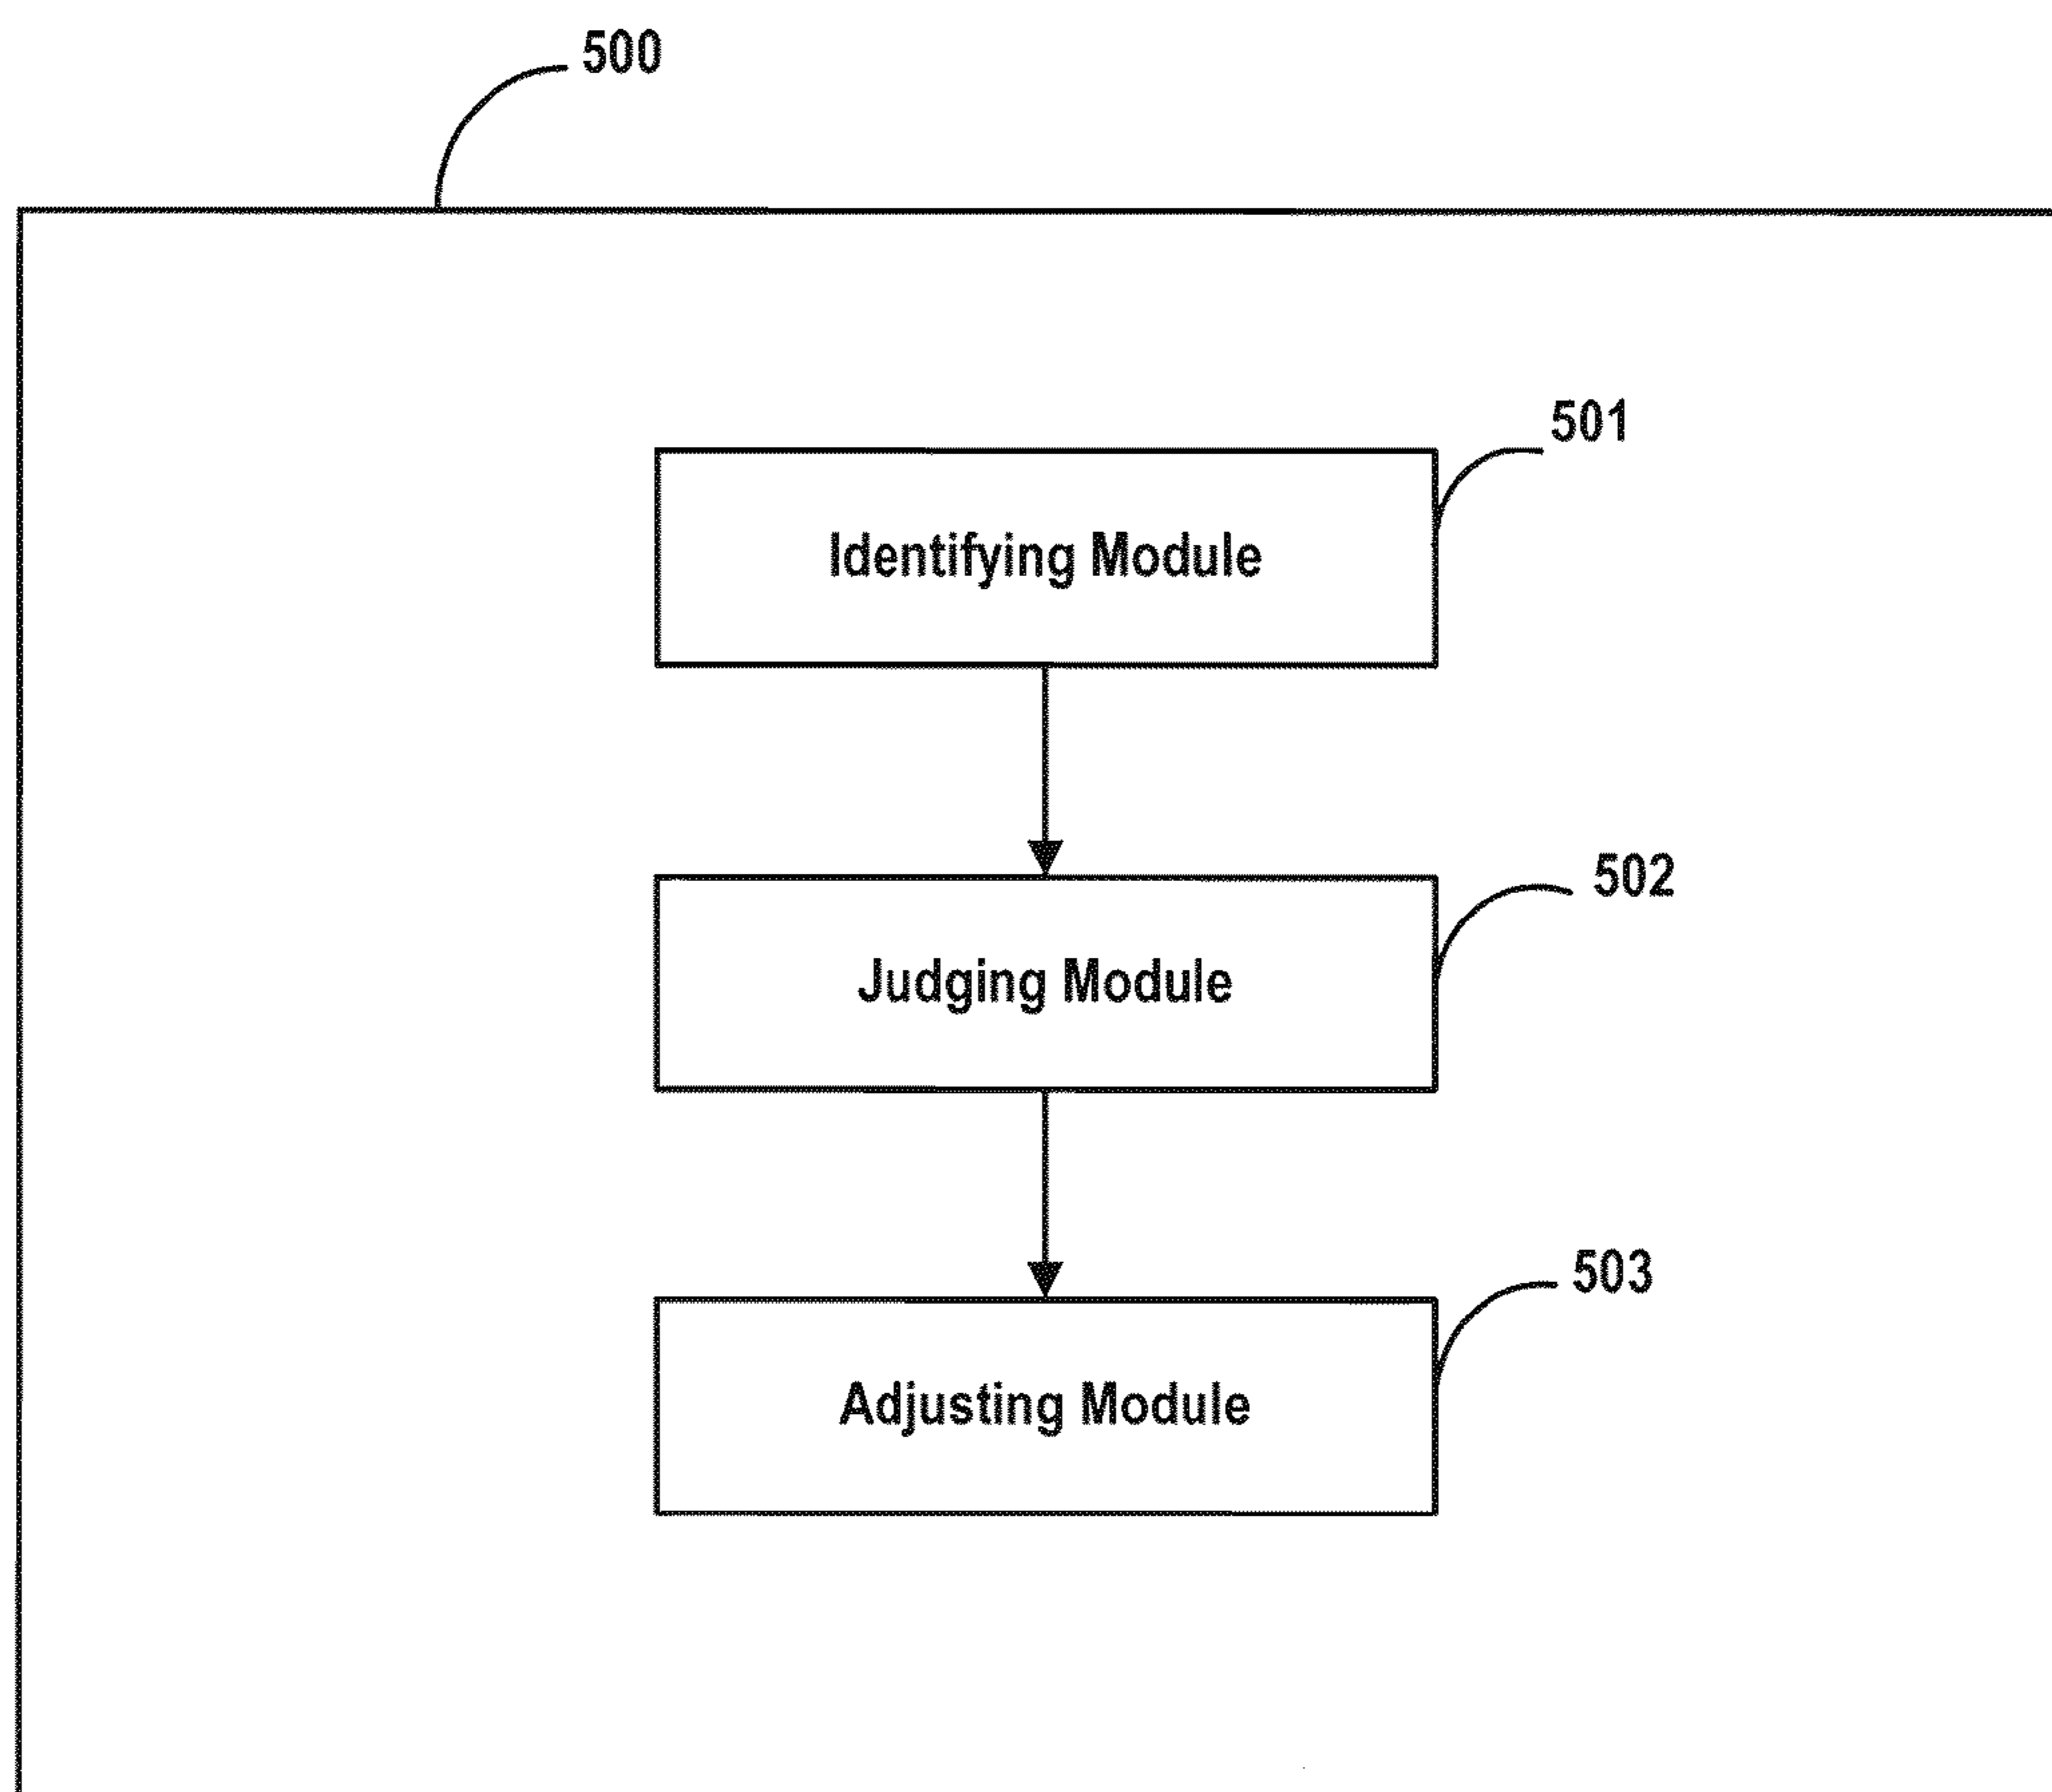 500
501
Identifying Module
502
Judging Module
503
Adjusting Module